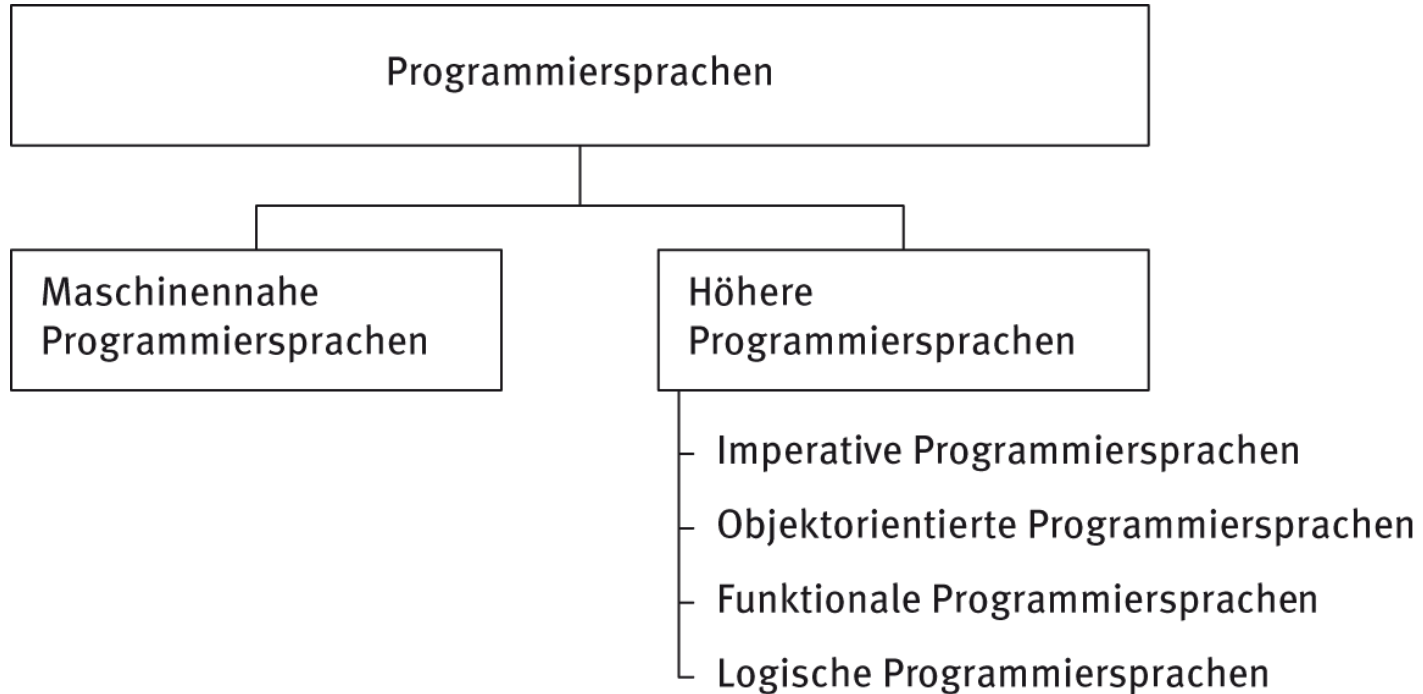 Programmiersprachen
Maschinennahe
Programmiersprachen
Höhere
Programmiersprachen
Imperative Programmiersprachen
Objektorientierte Programmiersprachen
Funktionale Programmiersprachen
Logische Programmiersprachen